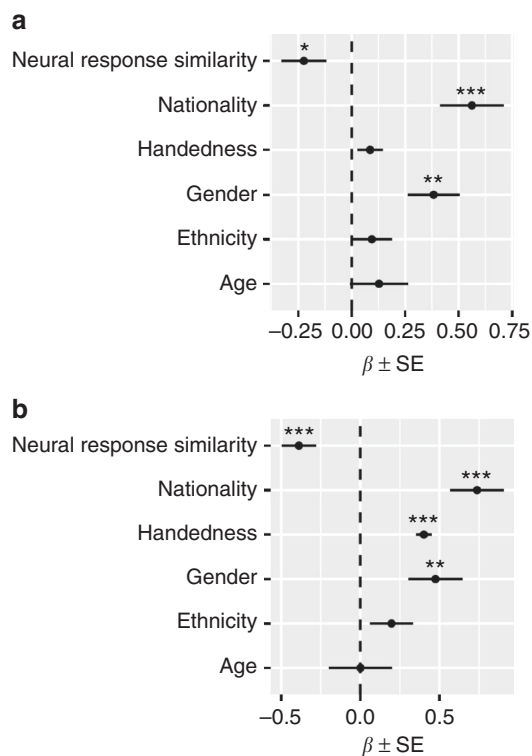 a
*
Neural response similarity
***
Nationality
Handedness
**
Gender
Ethnicity
Age
−0.25 0.00 0.25 0.50 0.75
β ± SE
b
***
Neural response similarity
***
Nationality
***
Handedness
**
Gender
Ethnicity
Age
−0.5 0.0 0.5
β ± SE